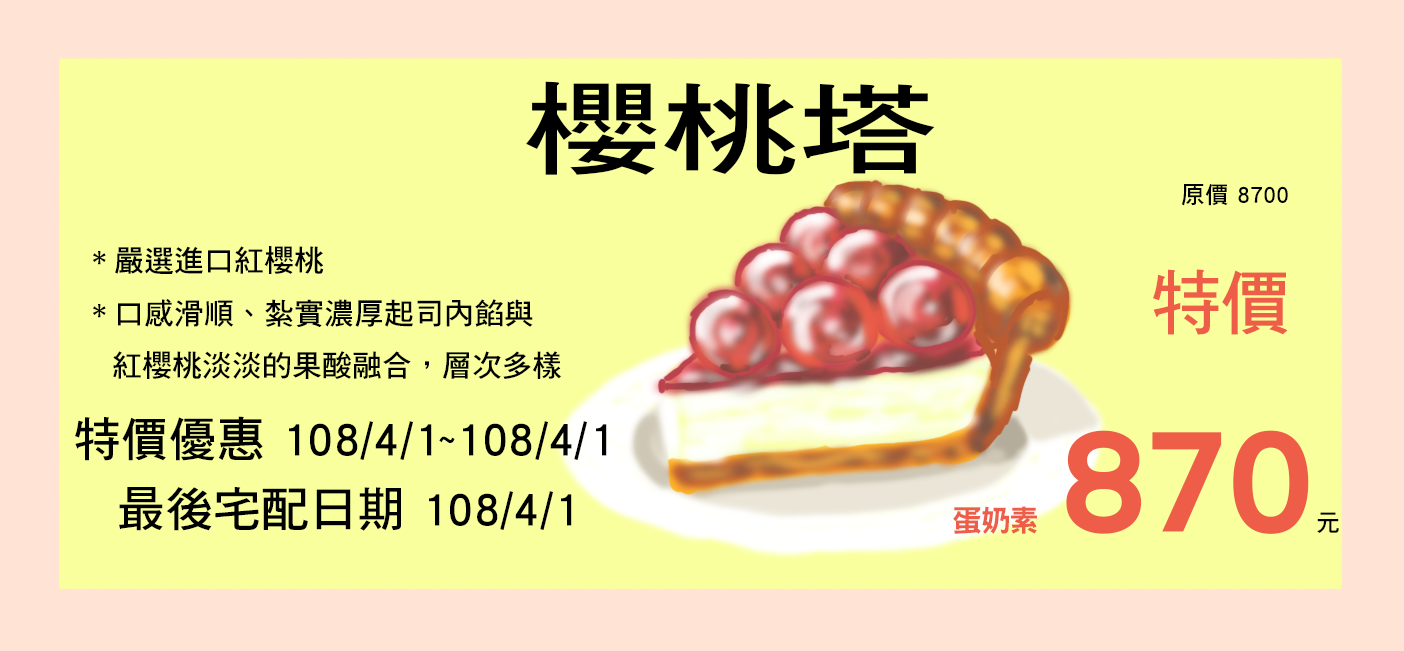 櫻桃塔
原價 8700
＊嚴選進口紅櫻桃
＊口感滑順、紮實濃厚起司內餡與
紅櫻桃淡淡的果酸融合，層次多樣
特價
特價優惠 108/4/1~108/4/1
最後宅配日期 108/4/1
蛋奶素 870元